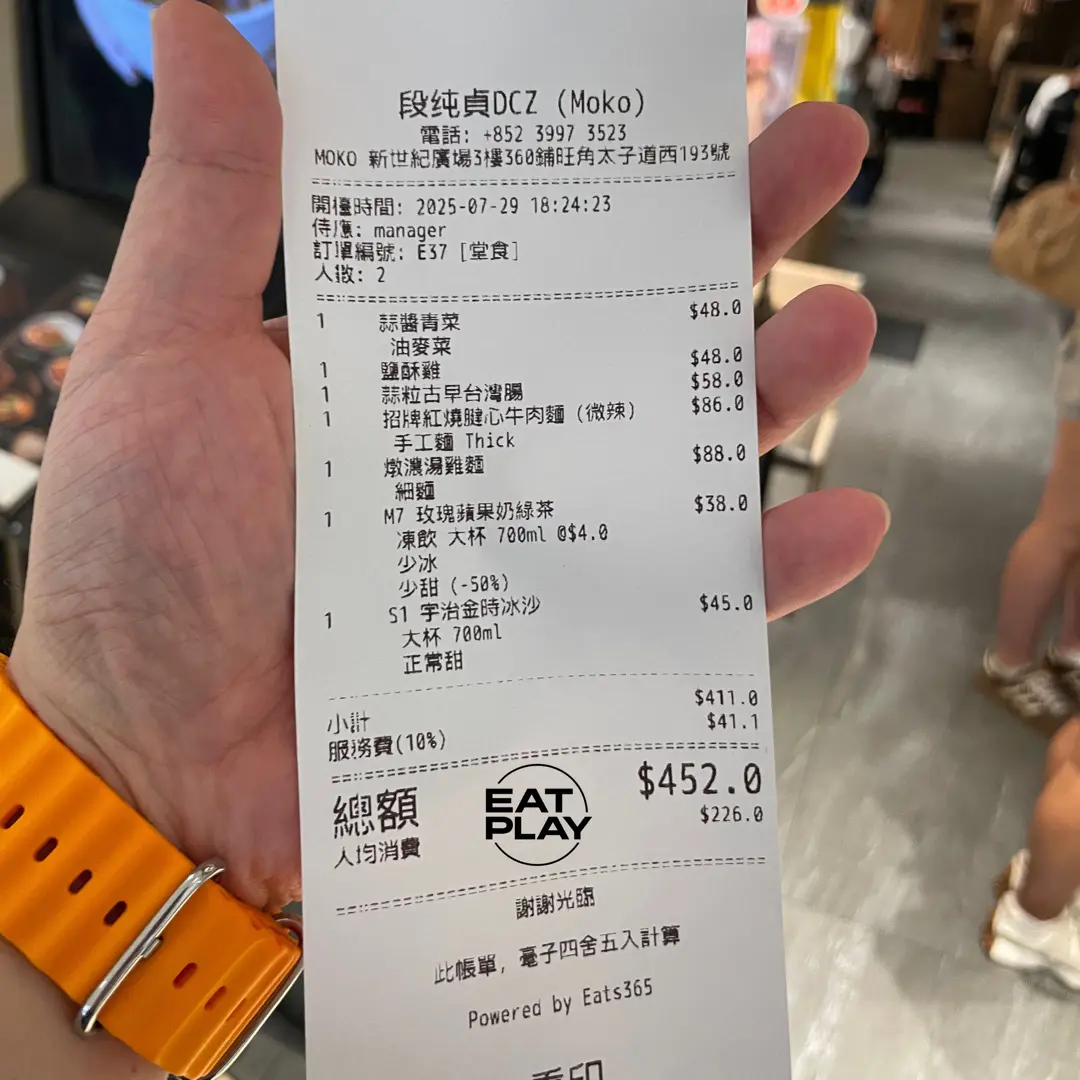 段纯貞DCZ (Moko)
電話: +852 3997 3523
MOKO 新世紀廣場3樓360鋪旺角太子道西193號
開檯時間: 2025-07-29 18:24:23
侍應: manager
訂單編號: E37 [堂食]
人數: 2
1 蒜醬青菜 $48.0
油麥菜
1 鹽酥雞 $48.0
1 蒜粒古早台灣腸 $58.0
1 招牌紅燒腱心牛肉麵 (微辣) $86.0
手工麵 Thick
1 燉濃湯雞麵 $88.0
細麵
1 M7 玫瑰蘋果奶綠茶 $38.0
凍飲 大杯 700ml @$4.0
少冰
少甜 (-50%)
1 S1 宇治金時冰沙 $45.0
大杯 700ml
正常甜
小計 $411.0
服務費(10%) $41.1
總額 $452.0
人均消費 $226.0
EAT
PLAY
謝謝光臨
此帳單, 毫子四舍五入計算
Powered by Eats365